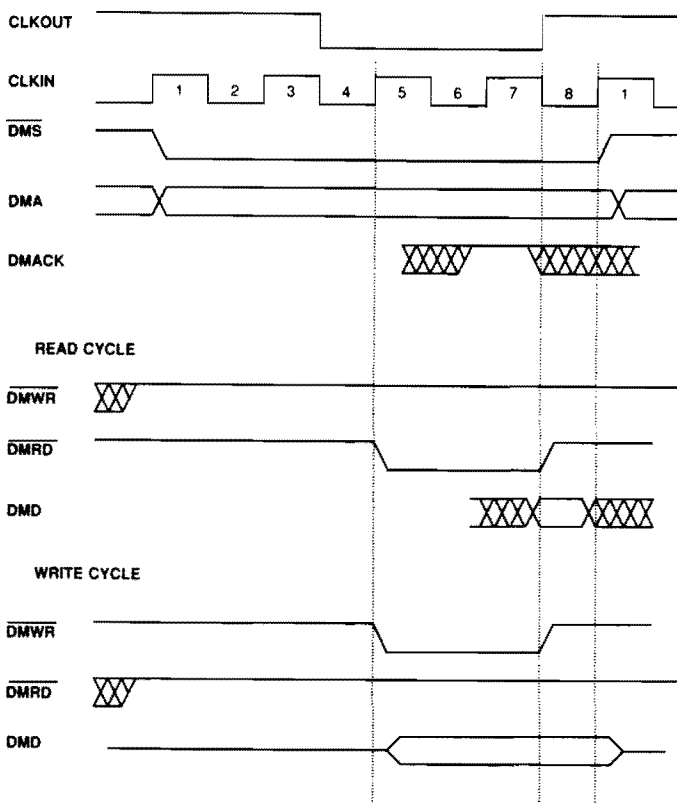 CLKOUT
CLKIN
1 2 3 4 5 6 7 8 1
DMS
DMA
DMACK
READ CYCLE
DMWR
DMRD
DMD
WRITE CYCLE
DMWR
DMRD
DMD